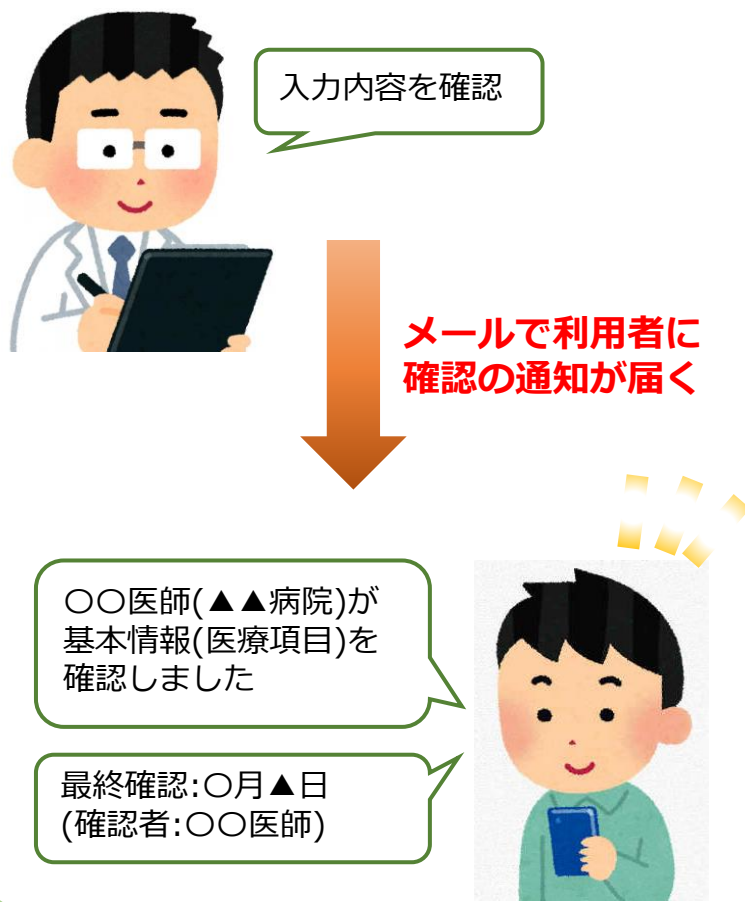 入力内容を確認
メールで利用者に
確認の通知が届く
〇〇医師(▲▲病院)が
基本情報(医療項目)を
確認しました
最終確認:〇月▲日
(確認者:〇〇医師)